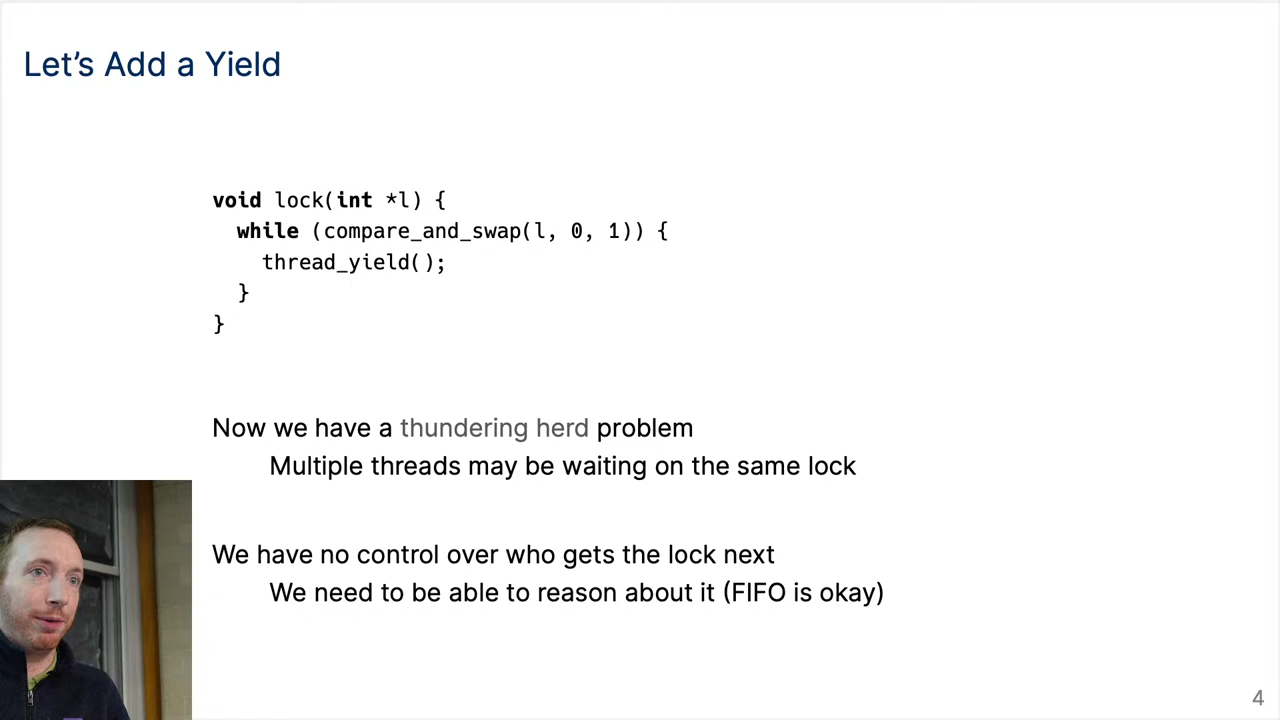 Let’s Add a Yield
void lock(int *l) {
while (compare_and_swap(l, 0, 1)) {
thread_yield();
}
}
Now we have a thundering herd problem
Multiple threads may be waiting on the same lock
We have no control over who gets the lock next
We need to be able to reason about it (FIFO is okay)
4